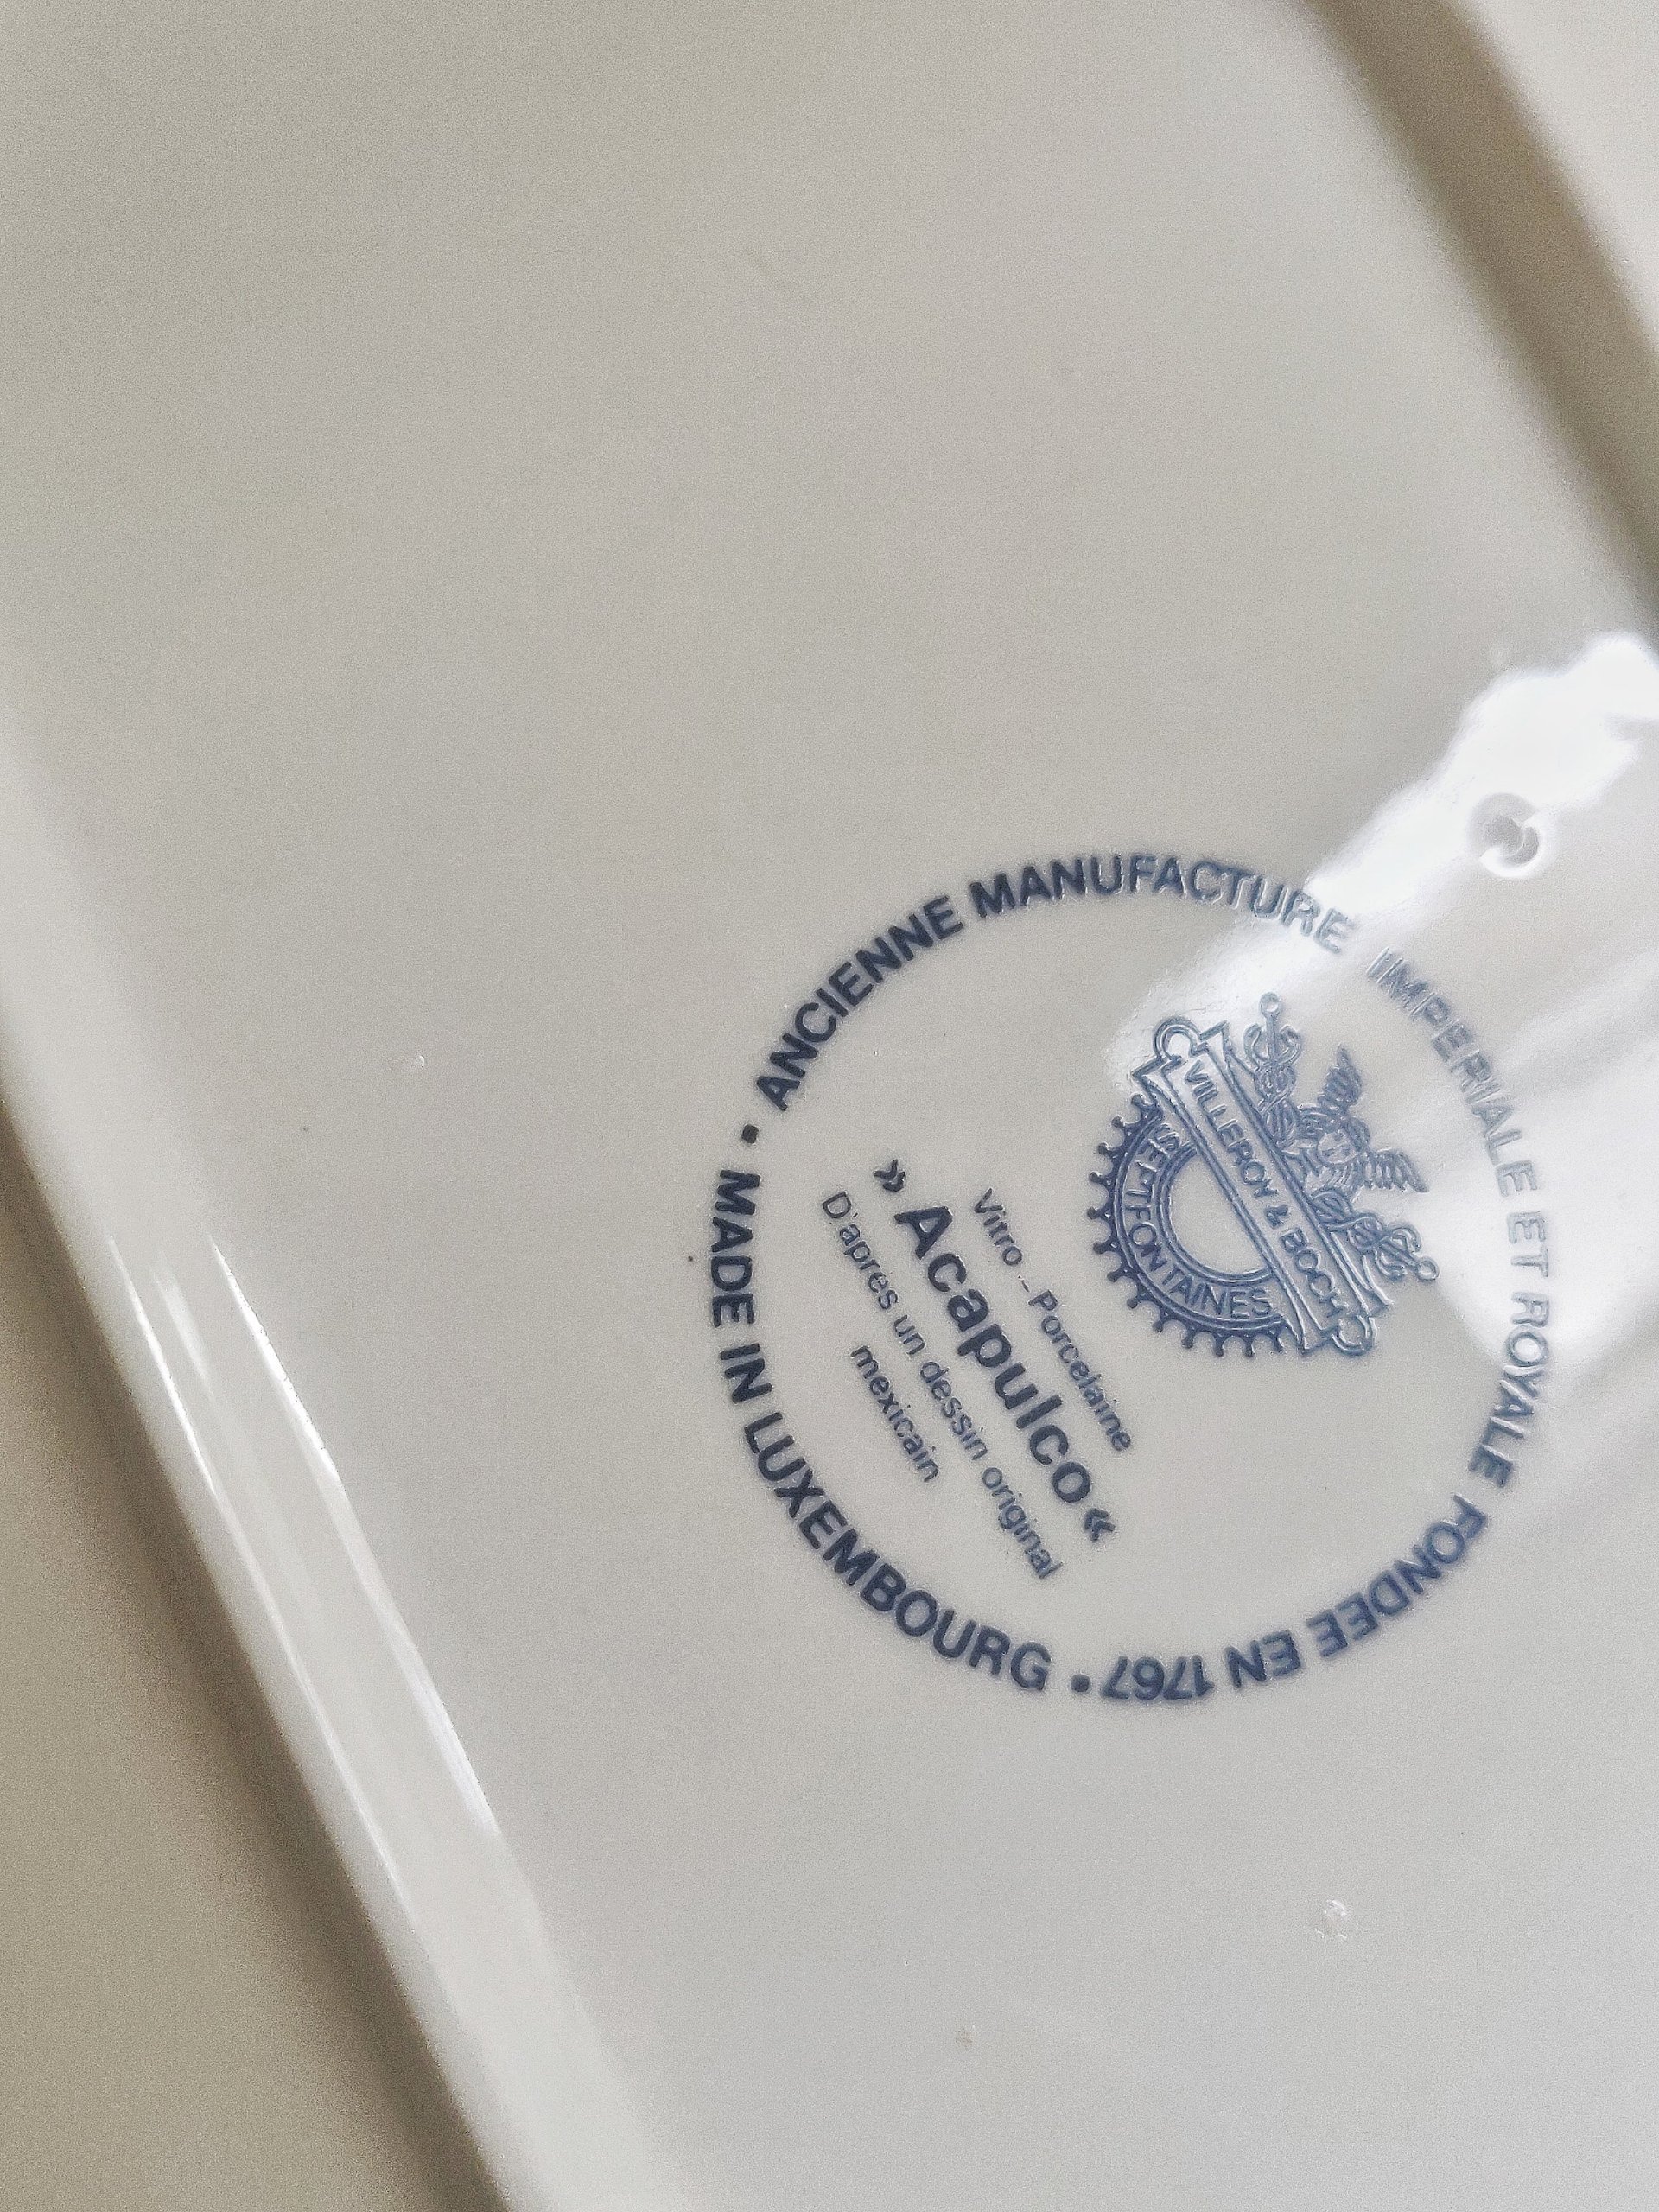 ANCIENNE MANUFACTURE IMPERIALE ET ROYALE FONDEE EN 1767 •
MADE IN LUXEMBOURG •
VILLEROY & BOCH
SEPTFONTAINES
Vitro - Porcelaine
»Acapulco«
D'apres un dessin original
mexicain